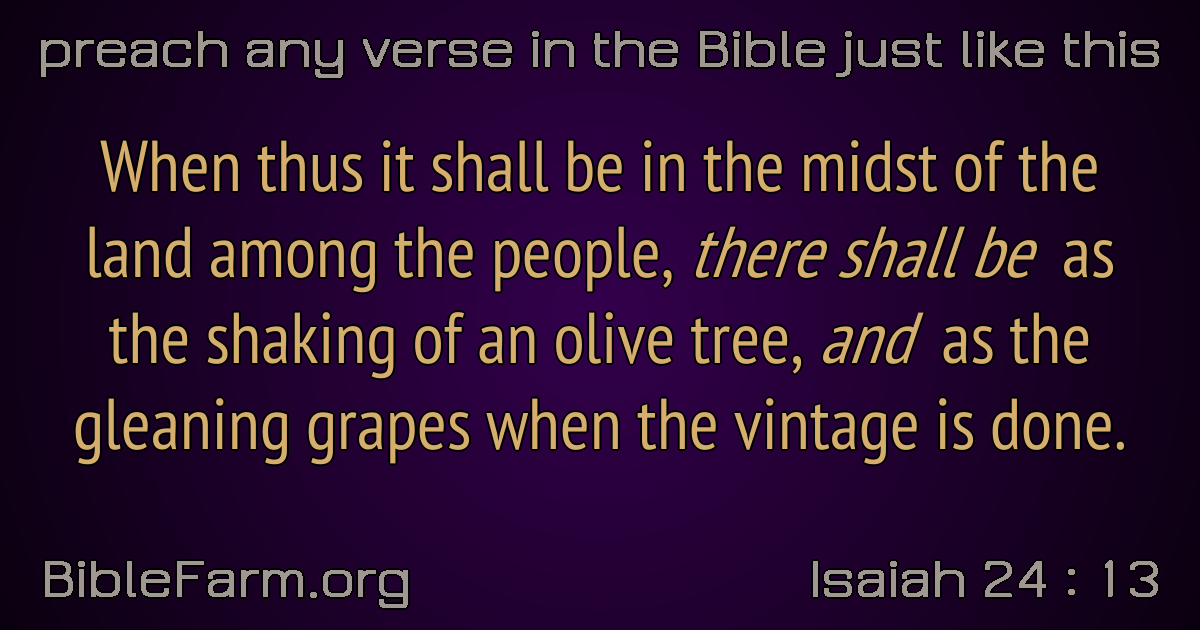 preach any verse in the Bible just like this
When thus it shall be in the midst of the
land among the people, there shall be as
the shaking of an olive tree, and as the
gleaning grapes when the vintage is done.
BibleFarm.org
Isaiah 24 : 13